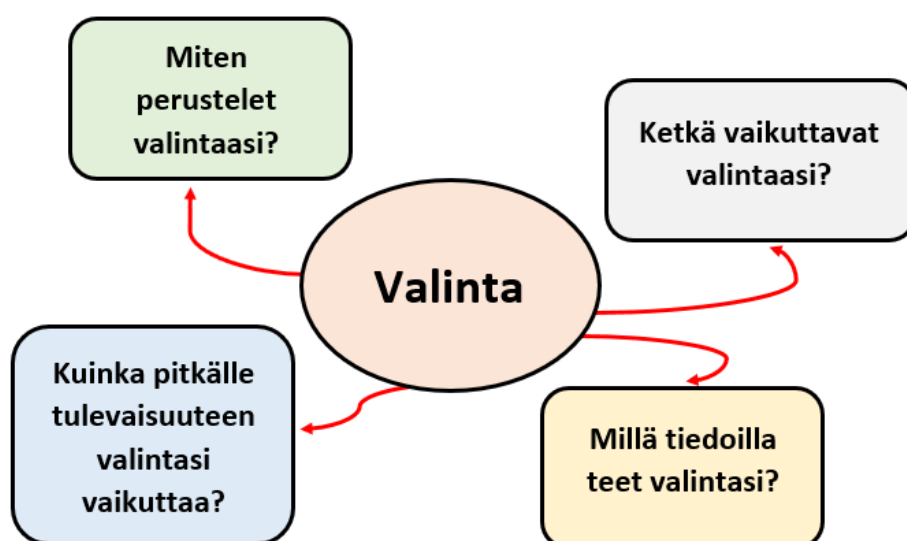 Miten
perustelet
valintaasi?
Ketkä vaikuttavat
valintaasi?
Valinta
Kuinka pitkälle
tulevaisuuteen
valintasi
vaikuttaa?
Millä tiedoilla
teet valintasi?